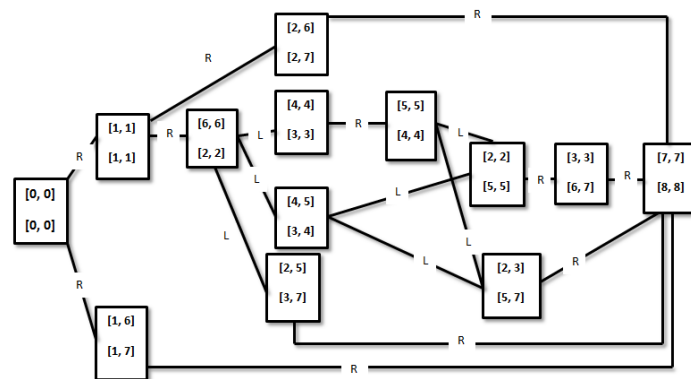 [2, 6]
[2, 7]
R
R
[1, 1]
[1, 1]
R
R
[6, 6]
[2, 2]
L
[4, 4]
[3, 3]
R
[5, 5]
[4, 4]
L
[2, 2]
[5, 5]
R
[3, 3]
[6, 7]
R
[7, 7]
[8, 8]
[0, 0]
[0, 0]
L
[4, 5]
[3, 4]
L
L
L
L
[2, 5]
[3, 7]
[2, 3]
[5, 7]
R
R
[1, 6]
[1, 7]
R
R